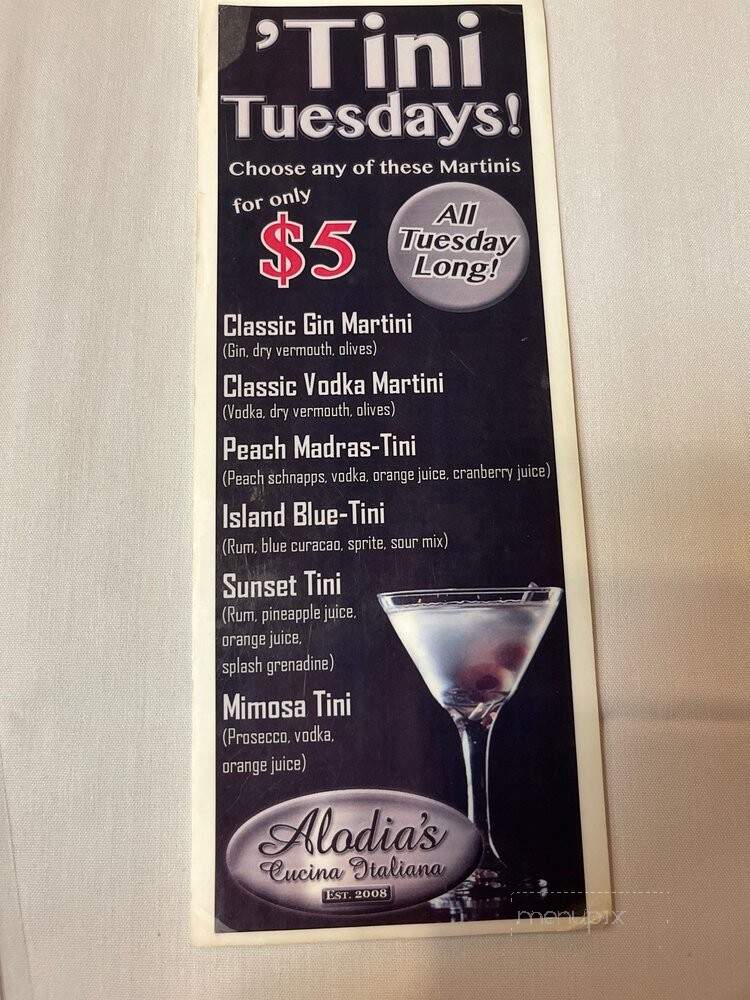 'Tini
Tuesdays!
Choose any of these Martinis
for only
$5
All
Tuesday
Long!
Classic Gin Martini
(Gin, dry vermouth, olives)
Classic Vodka Martini
(Vodka, dry vermouth, olives)
Peach Madras-Tini
(Peach schnapps, vodka, orange juice, cranberry juice)
Island Blue-Tini
(Rum, blue curacao, sprite, sour mix)
Sunset Tini
(Rum, pineapple juice,
orange juice,
splash grenadine)
Mimosa Tini
(Prosecco, vodka,
orange juice)
Alodia's
Cucina Italiana
EST. 2008
menupix